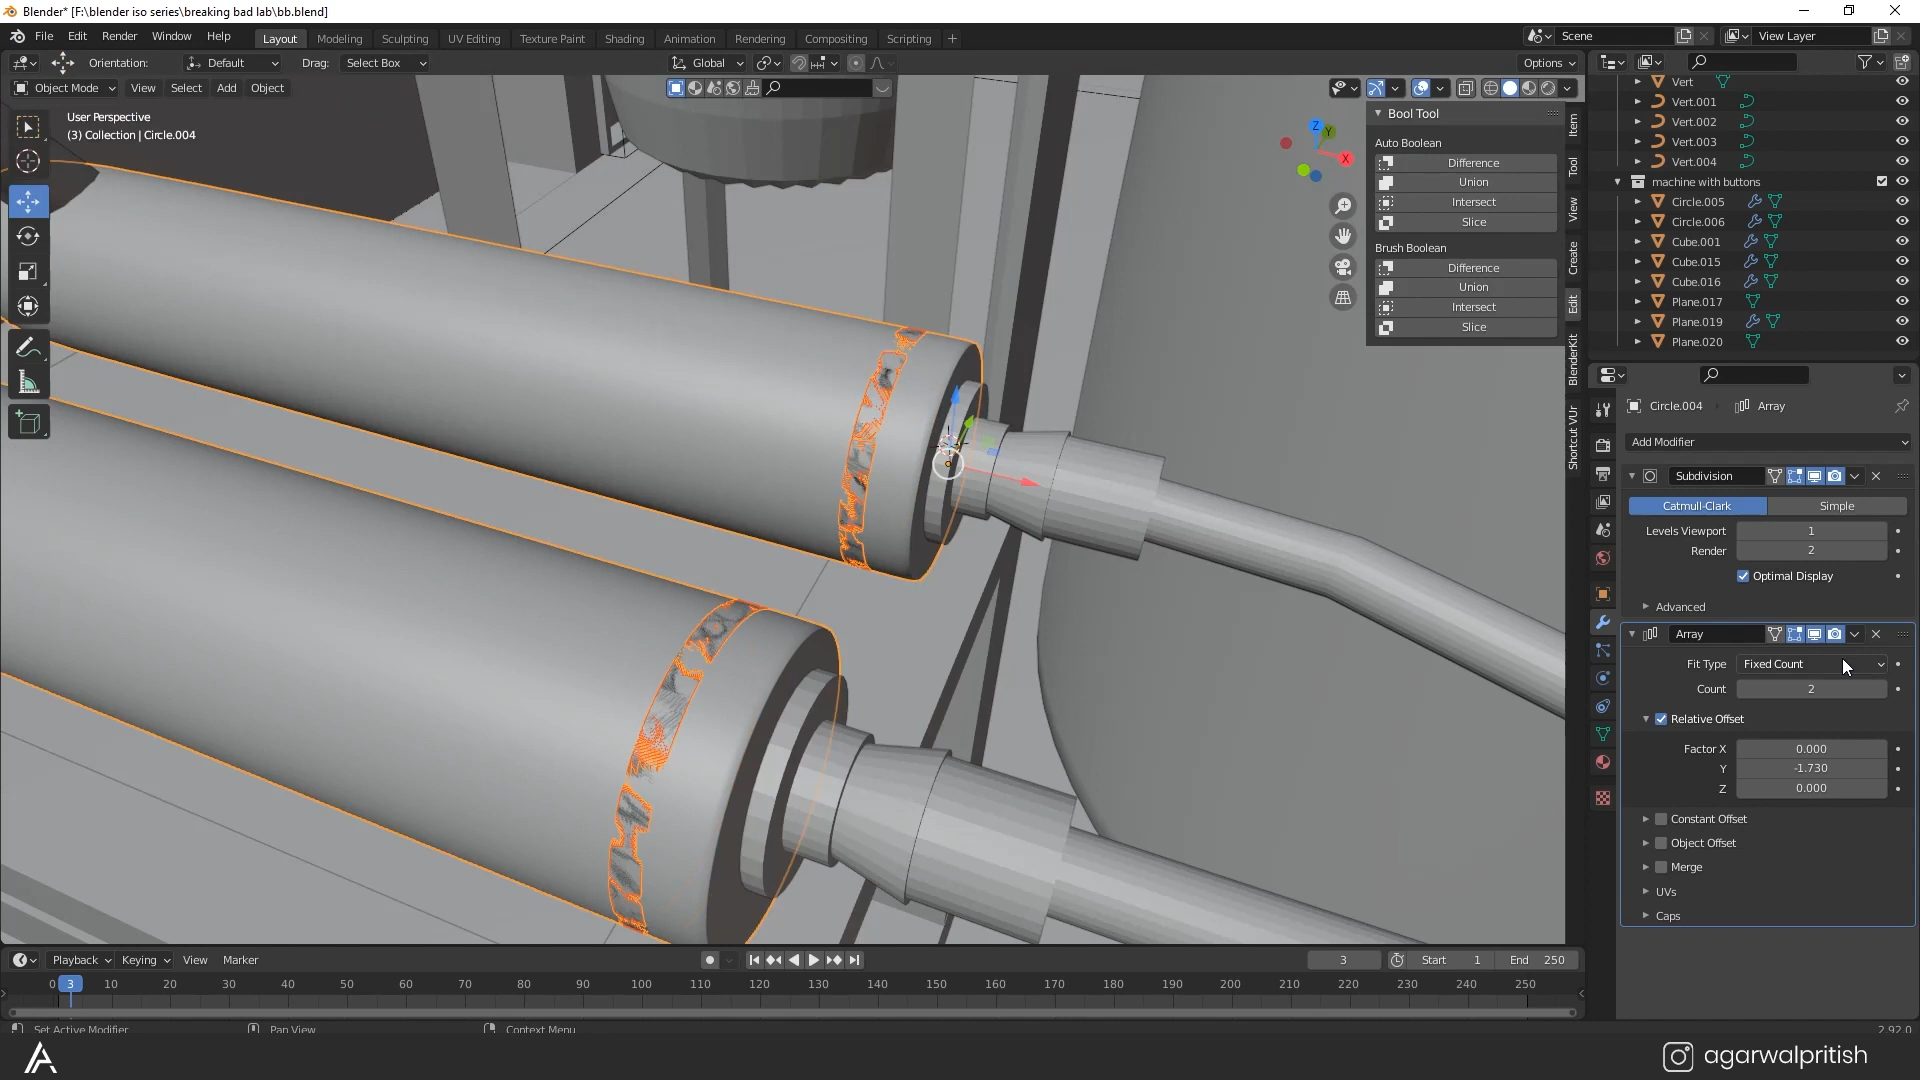 Blender* [F:\blender iso series\breaking bad lab\bb.blend]
File Edit Render Window Help Layout Modeling Sculpting UV Editing Texture Paint Shading Animation Rendering Compositing Scripting + Scene View Layer
Orientation: Default Drag: Select Box Global Options
Object Mode View Select Add Object
User Perspective
(3) Collection | Circle.004
Z
Y
X
Bool Tool
Auto Boolean
Difference
Union
Intersect
Slice
Brush Boolean
Difference
Union
Intersect
Slice
Item
Tool
View
Create
Edit
BlenderKit
Shortcut VUr
Vert
Vert.001
Vert.002
Vert.003
Vert.004
machine with buttons
Circle.005
Circle.006
Cube.001
Cube.015
Cube.016
Plane.017
Plane.019
Plane.020
Circle.004 Array
Add Modifier
Subdivision
Catmull-Clark Simple
Levels Viewport 1
Render 2
Optimal Display
Advanced
Array
Fit Type Fixed Count
Count 2
Relative Offset
Factor X 0.000
Y -1.730
Z 0.000
Constant Offset
Object Offset
Merge
UVs
Caps
Playback Keying View Marker 3 Start 1 End 250
0 3 10 20 30 40 50 60 70 80 90 100 110 120 130 140 150 160 170 180 190 200 210 220 230 240 250
Set Active Modifier Pan View Context Menu 2.92.0
agarwalpritish